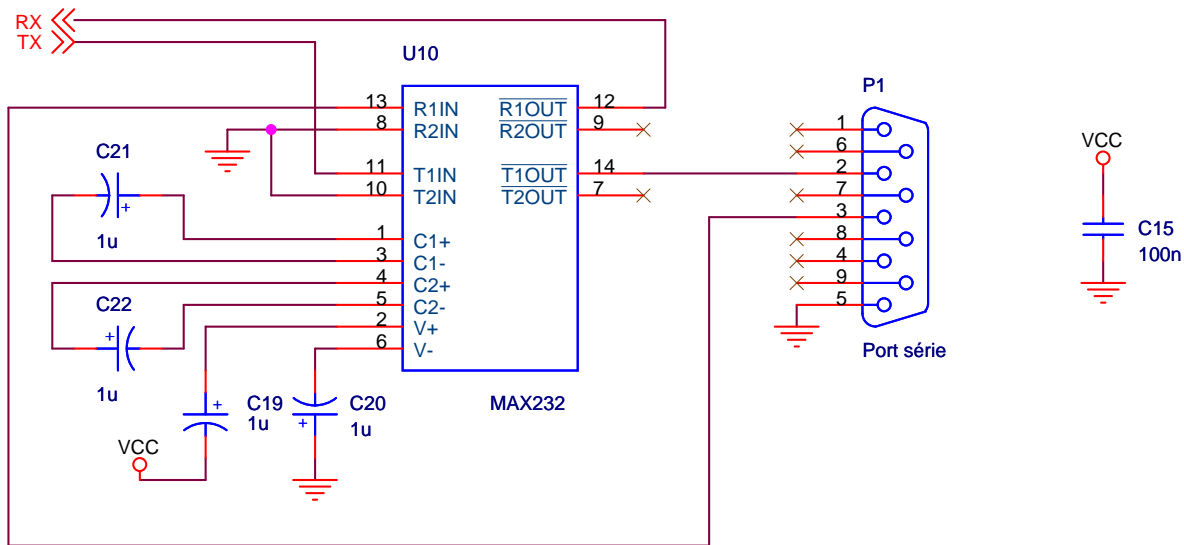 RX
TX
U10
13 R1IN
8 R2IN
11 T1IN
10 T2IN
1 C1+
3 C1-
4 C2+
5 C2-
2 V+
6 V-
R1OUT 12
R2OUT 9
T1OUT 14
T2OUT 7
MAX232
C21
+
1u
C22
+
1u
+
C19
1u
VCC
+
C20
1u
P1
1
6
2
7
3
8
4
9
5
Port série
VCC
C15
100n